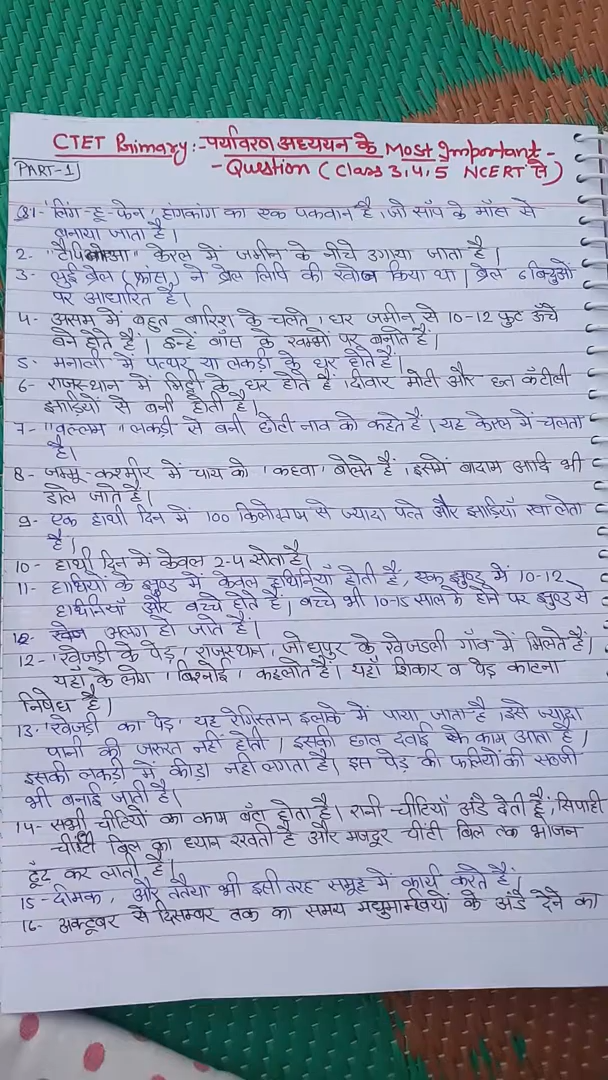 CTET Primary:- पर्यावरण अध्ययन के Most Important -
PART-1
- Question (Class 3,4,5 NCERT से)
Q1- 'लिंग-हू-फेन', हांगकांग का एक पकवान है, जो साँप के माँस से
बनाया जाता है।
2- "टैपिओका" केरल में जमीन के नीचे उगाया जाता है।
3- लुई ब्रेल (फ्रांस) ने ब्रेल लिपि की खोज किया था। ब्रेल 6 बिंदुओं
पर आधारित है।
4- असम में बहुत बारिश के चलते, घर जमीन से 10-12 फुट ऊँचे
बने होते हैं। इन्हें बांस के खम्भों पर बनाते हैं।
5- मनाली में पत्थर या लकड़ी के घर होते हैं।
6- राजस्थान में मिट्टी के घर होते हैं। दीवार मोटी और छत कँटीली
झाड़ियों से बनी होती है।
7- "वल्लम" लकड़ी से बनी छोटी नाव को कहते हैं। यह केरल में चलता
है।
8- जम्मू-कश्मीर में चाय को 'कहवा' बोलते हैं, इसमें बादाम आदि भी
डाले जाते हैं।
9- एक हाथी दिन में 100 किलोग्राम से ज्यादा पत्ते और झाड़ियाँ खा लेता
है।
10- हाथी दिन में केवल 2-4 सोता है।
11- हाथियों के झुण्ड में केवल हथिनियाँ होती हैं, एक झुण्ड में 10-12
हाथिनियाँ और बच्चे होते हैं। बच्चे भी 10-15 साल के होने पर झुण्ड से
अलग हो जाते हैं।
12- 'खेजड़ी के पेड़', राजस्थान, जोधपुर के खेजडली गाँव में मिलते हैं।
यहाँ के लोग 'बिश्नोई' कहलाते हैं। यहाँ शिकार व पेड़ काटना
निषेध है।
13. 'खेजड़ी का पेड़' यह रेगिस्तान इलाके में पाया जाता है। इसे ज्यादा
पानी की जरुरत नहीं होती। इसकी छाल दवाई के काम आता है।
इसकी लकड़ी में कीड़ा नहीं लगता है। इस पेड़ की फलियों की सब्जी
भी बनाई जाती है।
14- सभी चीटियों का काम बँटा होता है। रानी चीटियाँ अंडे देती हैं, सिपाही
चींटी बिल का ध्यान रखती है और मजदूर चींटी बिल तक भोजन
ढूँढ कर लाती है।
15- दीमक, और ततैया भी इसी तरह समूह में कार्य करते हैं।
16- अक्टूबर से दिसम्बर तक का समय मधुमक्खियों के अंडे देने का